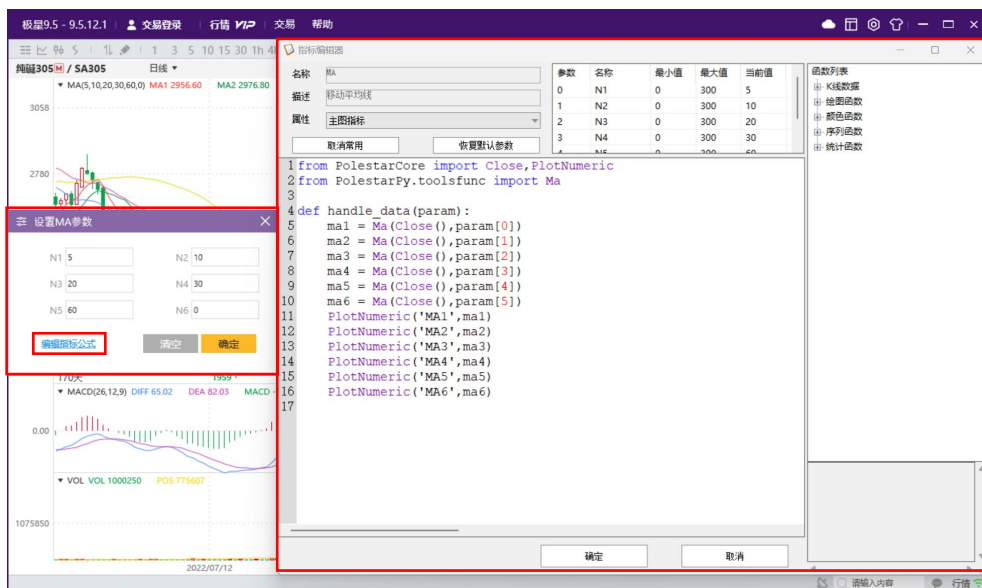 极星9.5 - 9.5.12.1 交易登录 行情 VIP 交易 帮助
1 3 5 10 15 30 1h
指标编辑器
纯碱305 M / SA305 日线
MA(5,10,20,30,60,0) MA1 2956.60 MA2 2976.80
3058
2780
名称 MA
描述 移动平均线
属性 主图指标
取消常用 恢复默认参数
参数 名称 最小值 最大值 当前值
0 N1 0 300 5
1 N2 0 300 10
2 N3 0 300 20
3 N4 0 300 30
4 N5 0 300 60
函数列表
K线数据
绘图函数
颜色函数
序列函数
统计函数
1 from PolestarCore import Close,PlotNumeric
2 from PolestarPy.toolsfunc import Ma
3
4 def handle_data(param):
5 ma1 = Ma(Close(),param[0])
6 ma2 = Ma(Close(),param[1])
7 ma3 = Ma(Close(),param[2])
8 ma4 = Ma(Close(),param[3])
9 ma5 = Ma(Close(),param[4])
10 ma6 = Ma(Close(),param[5])
11 PlotNumeric('MA1',ma1)
12 PlotNumeric('MA2',ma2)
13 PlotNumeric('MA3',ma3)
14 PlotNumeric('MA4',ma4)
15 PlotNumeric('MA5',ma5)
16 PlotNumeric('MA6',ma6)
17
设置MA参数
N1 5 N2 10
N3 20 N4 30
N5 60 N6 0
编辑指标公式 清空 确定
170天 1959
MACD(26,12,9) DIFF 65.02 DEA 82.03 MACD
0.00
VOL VOL 1000250 POS 775607
1075850
2022/07/12
确定 取消
请输入内容 行情